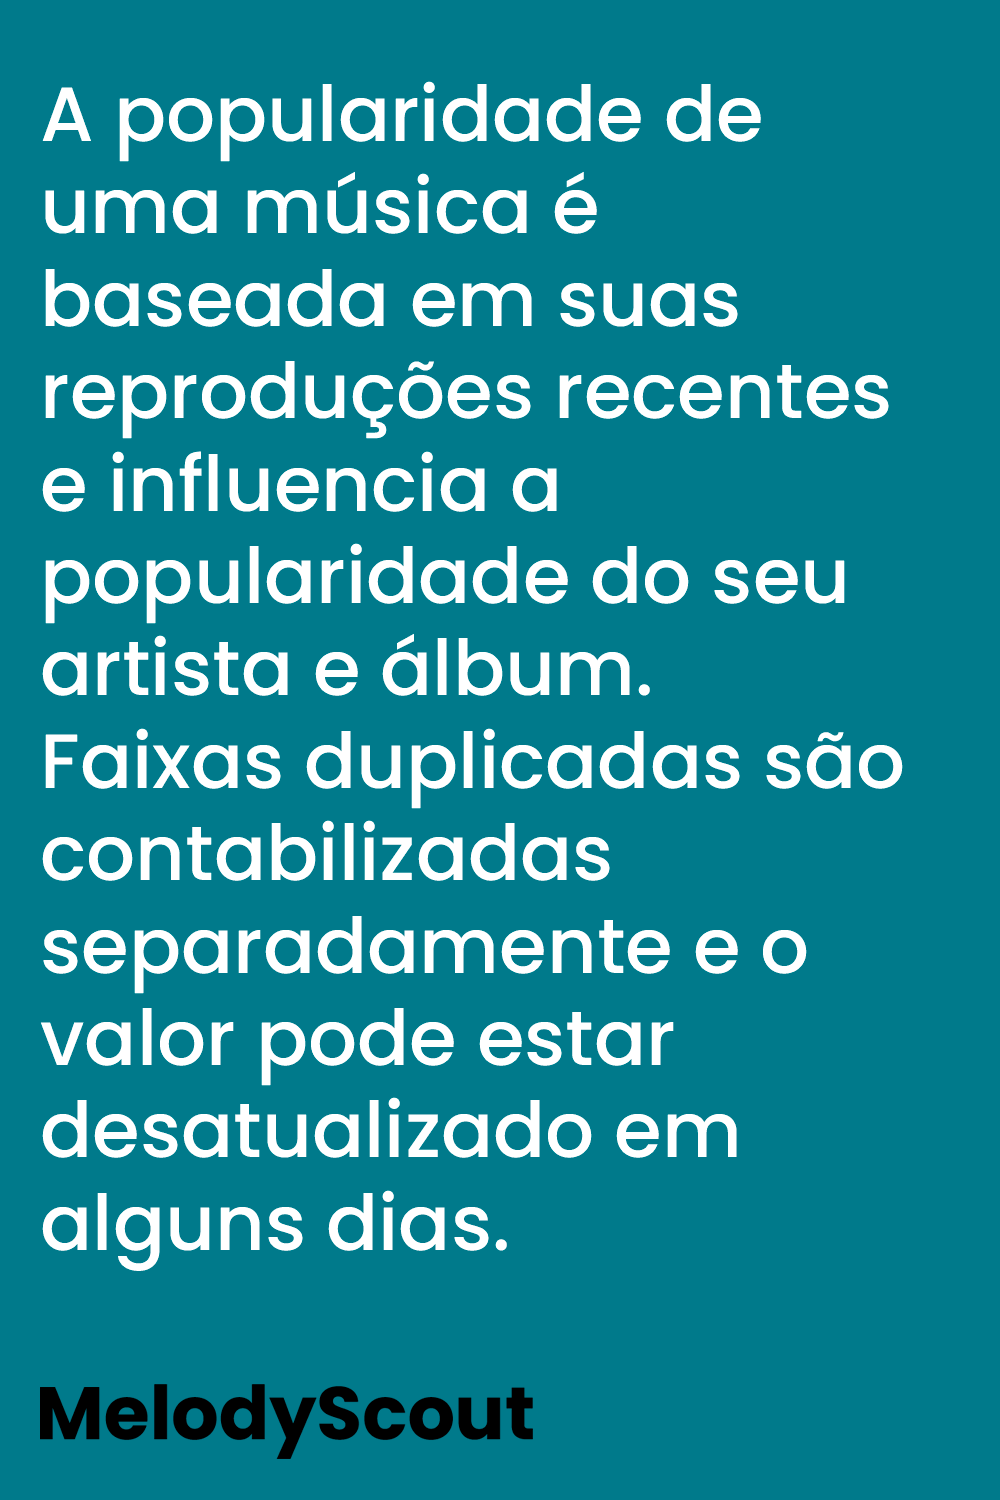 A popularidade de
uma música é
baseada em suas
reproduções recentes
e influencia a
popularidade do seu
artista e álbum.
Faixas duplicadas são
contabilizadas
separadamente e o
valor pode estar
desatualizado em
alguns dias.
MelodyScout